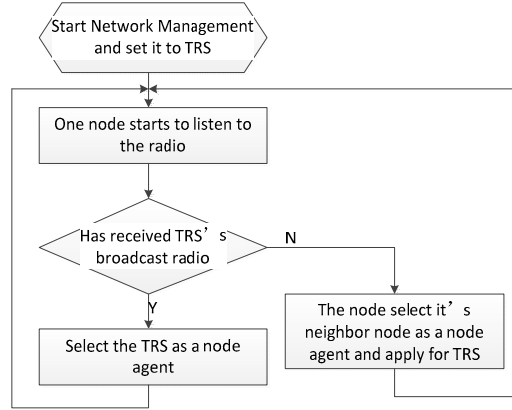 Start Network Management
and set it to TRS
One node starts to listen to
the radio
Has received TRS’s
broadcast radio
N
Y
The node select it’s
neighbor node as a node
agent and apply for TRS
Select the TRS as a node
agent